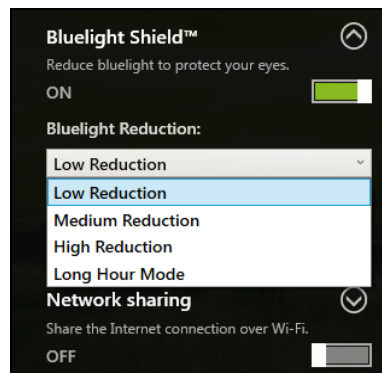 Bluelight Shield™
Reduce bluelight to protect your eyes.
ON
Bluelight Reduction:
Low Reduction
Low Reduction
Medium Reduction
High Reduction
Long Hour Mode
Network sharing
Share the Internet connection over Wi-Fi.
OFF